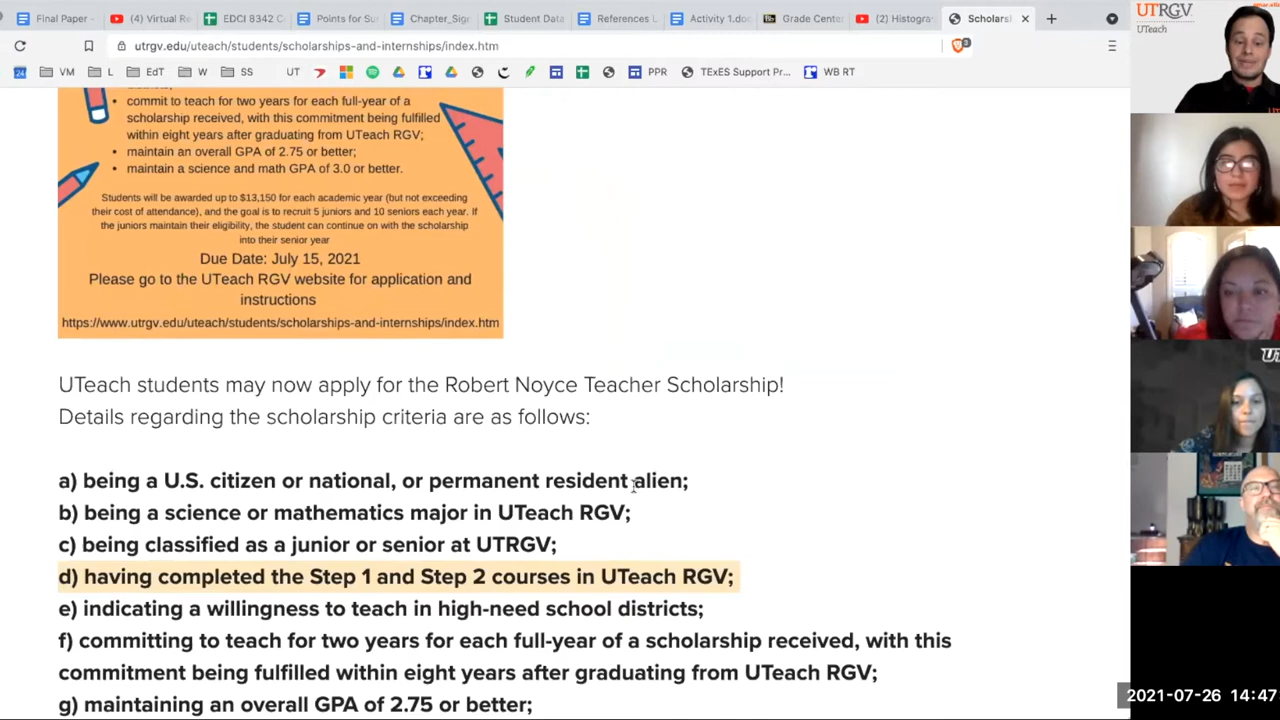 Final Paper -
(4) Virtual Re
EDCI 8342 C
Points for Su
Chapter_Sign
Student Data
References L
Activity 1.doc
Grade Center
(2) Histogra
Scholarsh
utrgv.edu/uteach/students/scholarships-and-internships/index.htm
3
VM
L
EdT
W
SS
UT
PPR
TExES Support Pr...
WB RT
commit to teach for two years for each full-year of a
scholarship received, with this commitment being fulfilled
within eight years after graduating from UTeach RGV;
maintain an overall GPA of 2.75 or better;
maintain a science and math GPA of 3.0 or better.
Students will be awarded up to $13,150 for each academic year (but not exceeding
their cost of attendance), and the goal is to recruit 5 juniors and 10 seniors each year. If
the juniors maintain their eligibility, the student can continue on with the scholarship
into their senior year
Due Date: July 15, 2021
Please go to the UTeach RGV website for application and
instructions
https://www.utrgv.edu/uteach/students/scholarships-and-internships/index.htm
UTeach students may now apply for the Robert Noyce Teacher Scholarship!
Details regarding the scholarship criteria are as follows:
a) being a U.S. citizen or national, or permanent resident alien;
b) being a science or mathematics major in UTeach RGV;
c) being classified as a junior or senior at UTRGV;
d) having completed the Step 1 and Step 2 courses in UTeach RGV;
e) indicating a willingness to teach in high-need school districts;
f) committing to teach for two years for each full-year of a scholarship received, with this
commitment being fulfilled within eight years after graduating from UTeach RGV;
g) maintaining an overall GPA of 2.75 or better;
UTRGV
UTeach
UT
2021-07-26 14:47